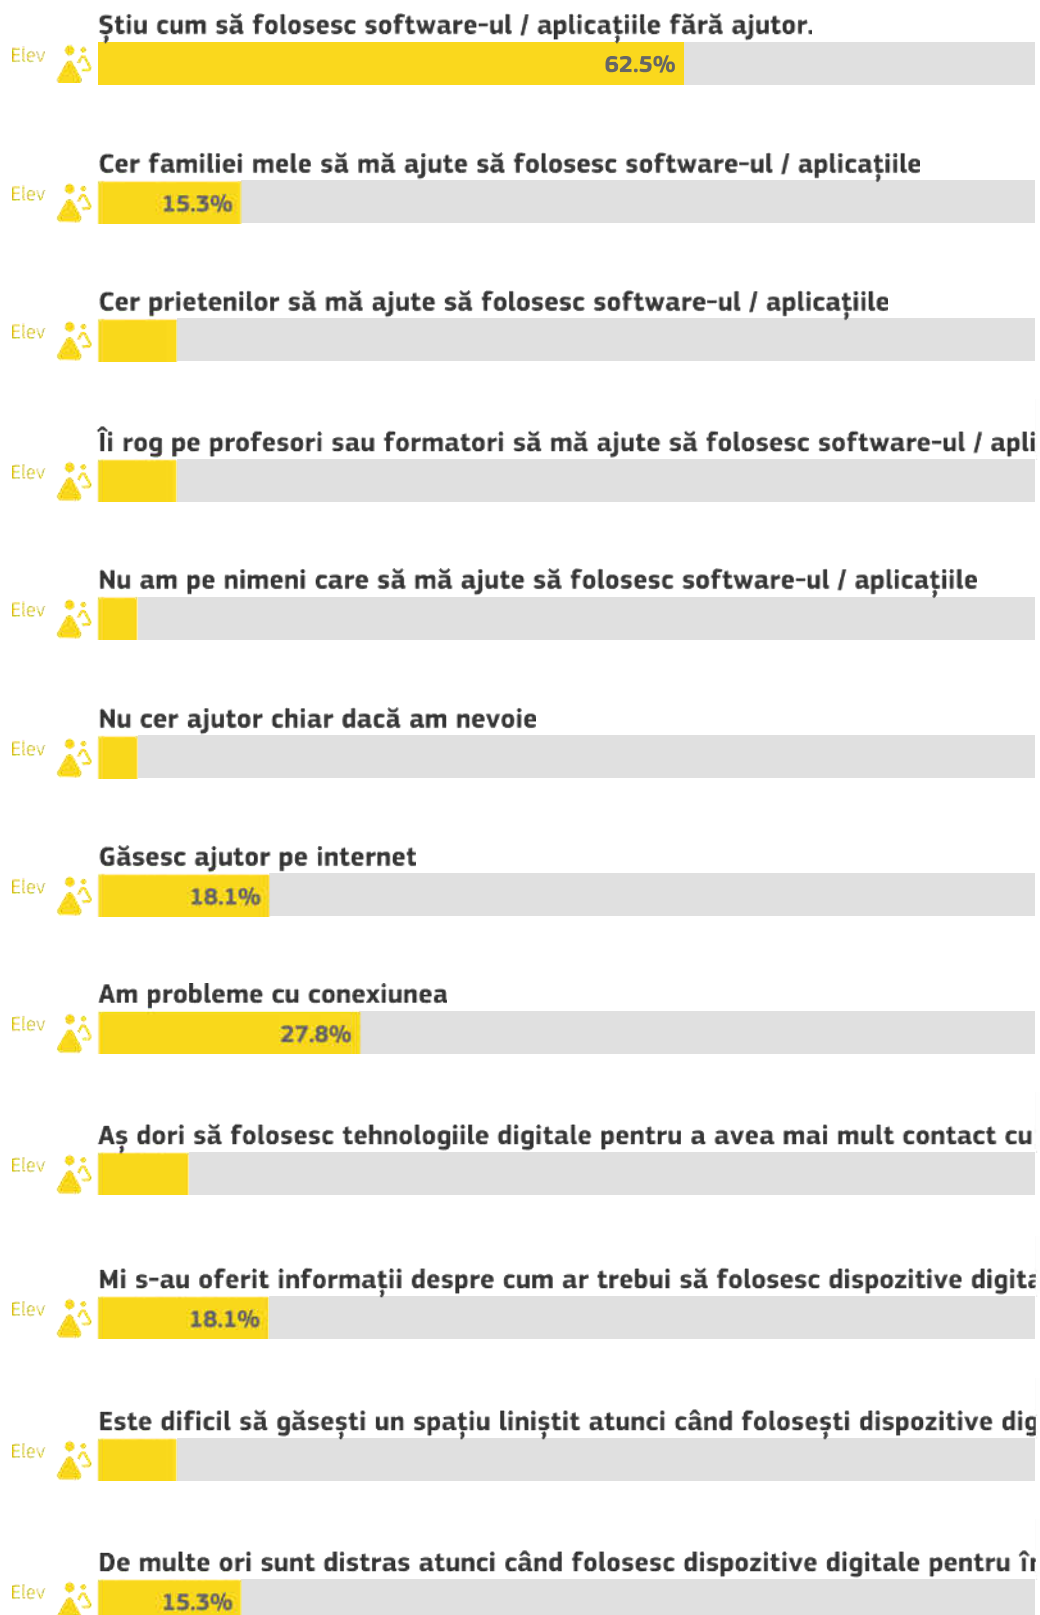 Știu cum să folosesc software-ul / aplicațiile fără ajutor.
Elev
62.5%
Cer familiei mele să mă ajute să folosesc software-ul / aplicațiile
Elev
15.3%
Cer prietenilor să mă ajute să folosesc software-ul / aplicațiile
Elev
Îi rog pe profesori sau formatori să mă ajute să folosesc software-ul / apli
Elev
Nu am pe nimeni care să mă ajute să folosesc software-ul / aplicațiile
Elev
Nu cer ajutor chiar dacă am nevoie
Elev
Găsesc ajutor pe internet
Elev
18.1%
Am probleme cu conexiunea
Elev
27.8%
Aș dori să folosesc tehnologiile digitale pentru a avea mai mult contact cu
Elev
Mi s-au oferit informații despre cum ar trebui să folosesc dispozitive digita
Elev
18.1%
Este dificil să găsești un spațiu liniștit atunci când folosești dispozitive dig
Elev
De multe ori sunt distras atunci când folosesc dispozitive digitale pentru în
Elev
15.3%